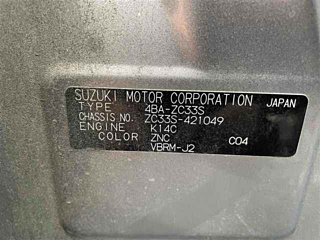 SUZUKI MOTOR CORPORATION JAPAN
TYPE 4BA-ZC33S
CHASSIS NO. ZC33S-421049
ENGINE K14C
COLOR ZNC C04
VBRM-J2